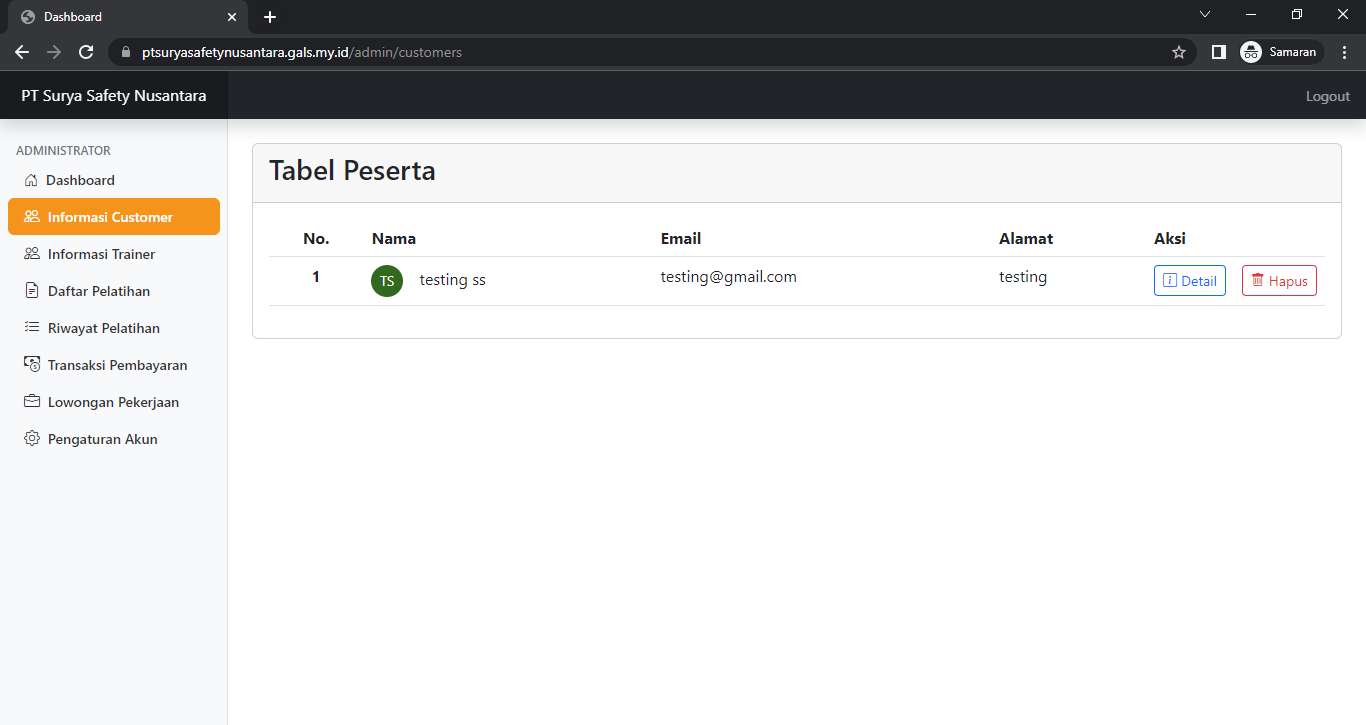 Dashboard
ptsuryasafetynusantara.gals.my.id/admin/customers
Samaran
PT Surya Safety Nusantara
Logout
ADMINISTRATOR
Dashboard
Informasi Customer
Informasi Trainer
Daftar Pelatihan
Riwayat Pelatihan
Transaksi Pembayaran
Lowongan Pekerjaan
Pengaturan Akun
Tabel Peserta
No. Nama Email Alamat Aksi
1 TS testing ss testing@gmail.com testing Detail Hapus